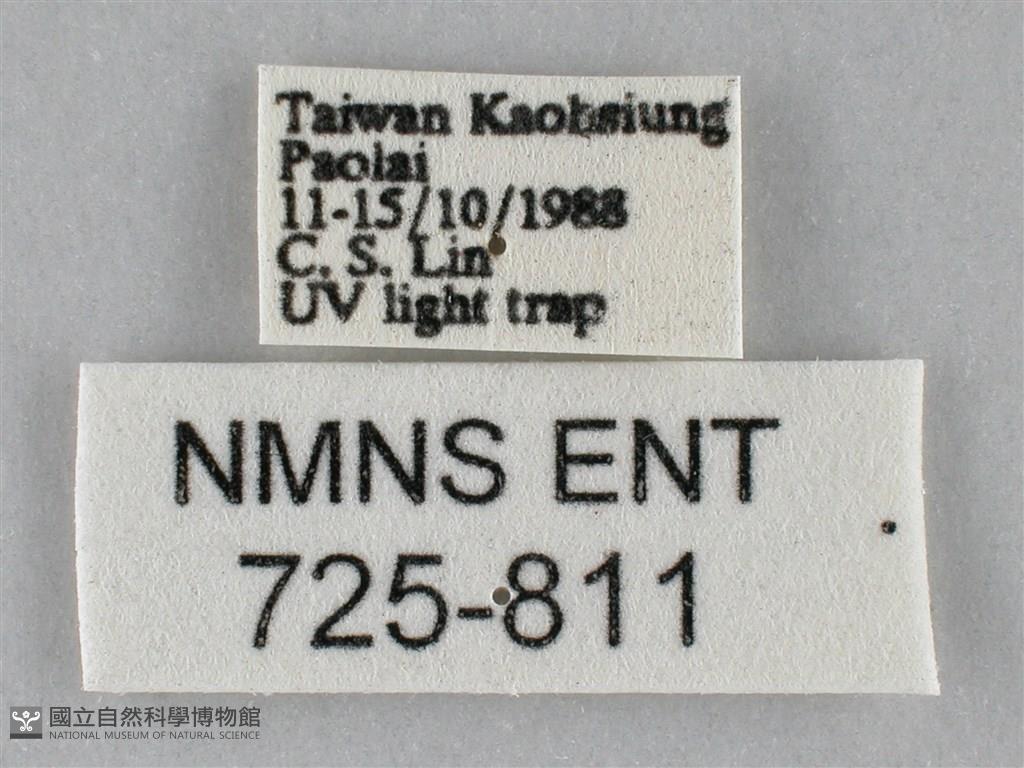 Taiwan Kaohsiung
Paolai
11-15/10/1988
C. S. Lin
UV light trap
NMNS ENT
725-811
國立自然科學博物館
NATIONAL MUSEUM OF NATURAL SCIENCE